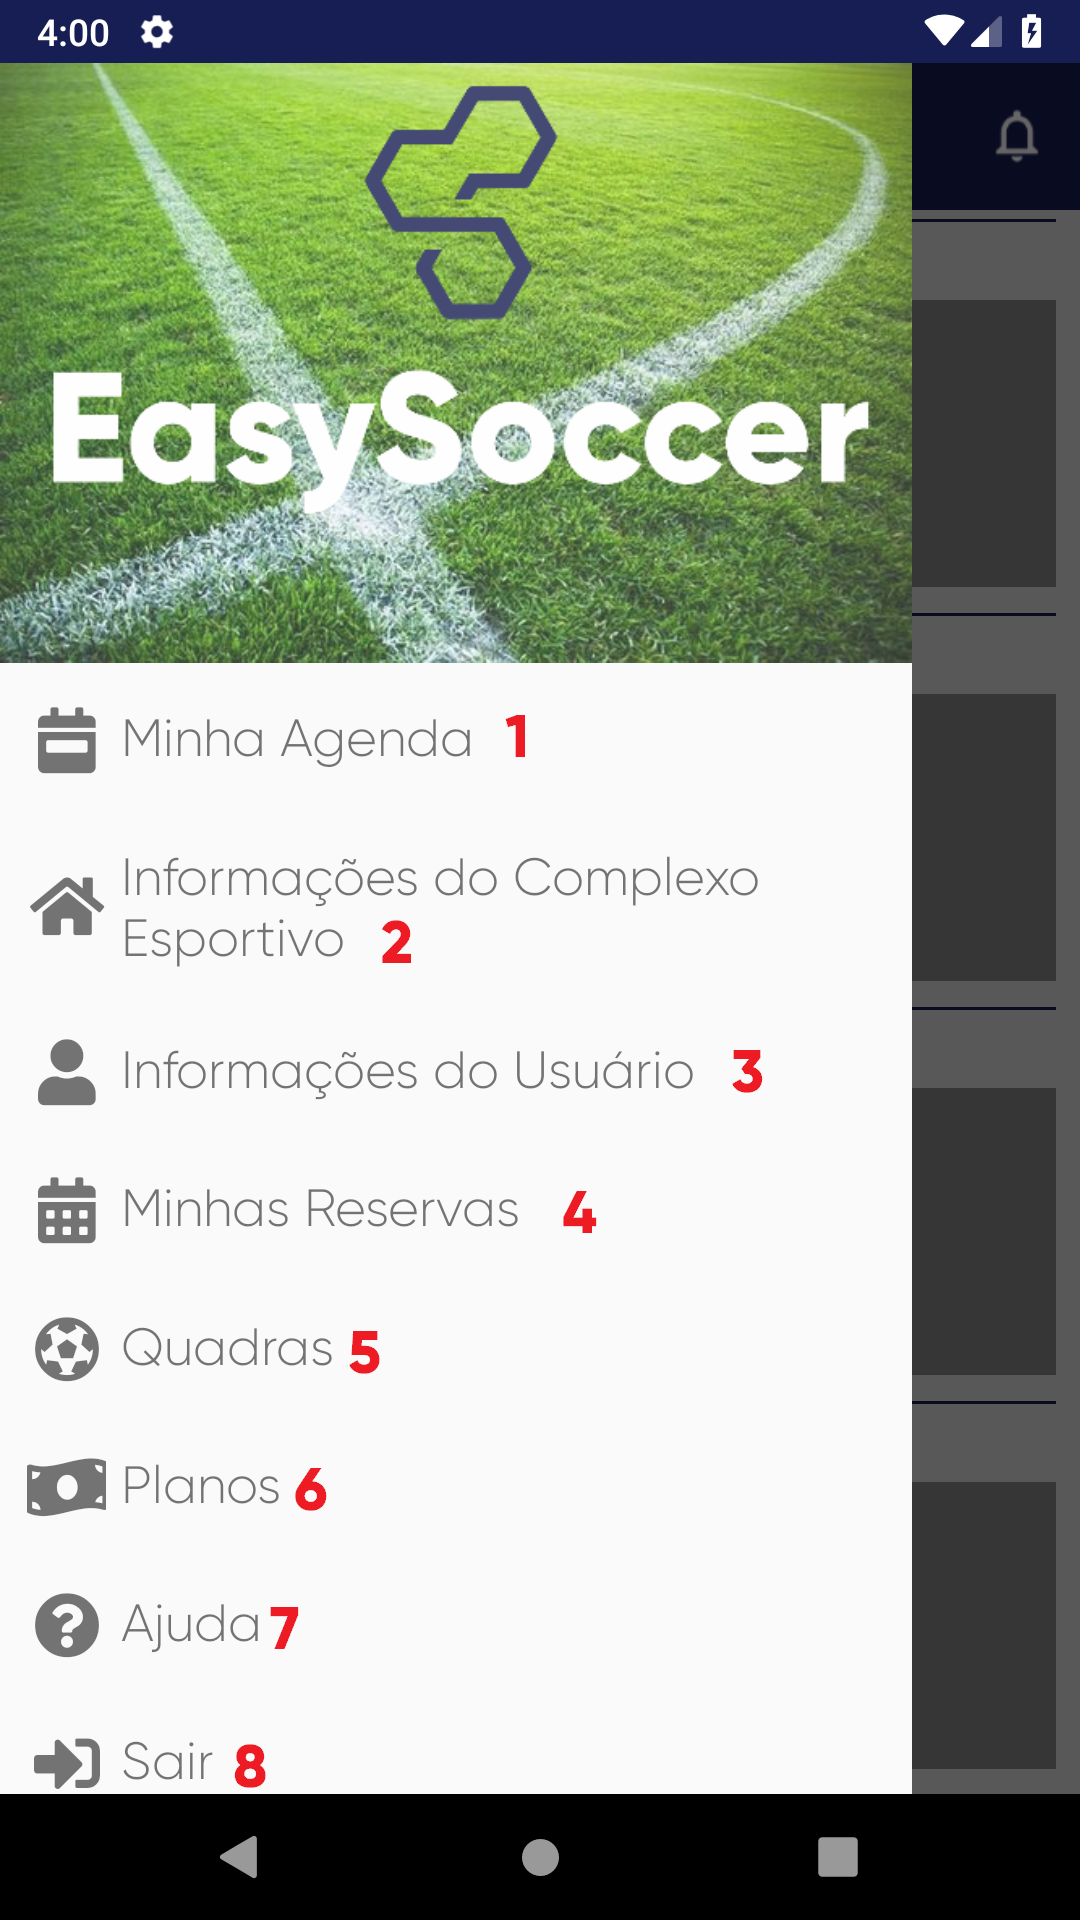 4:00
EasySoccer
Minha Agenda 1
Informações do Complexo
Esportivo 2
Informações do Usuário 3
Minhas Reservas 4
Quadras 5
Planos 6
Ajuda 7
Sair 8